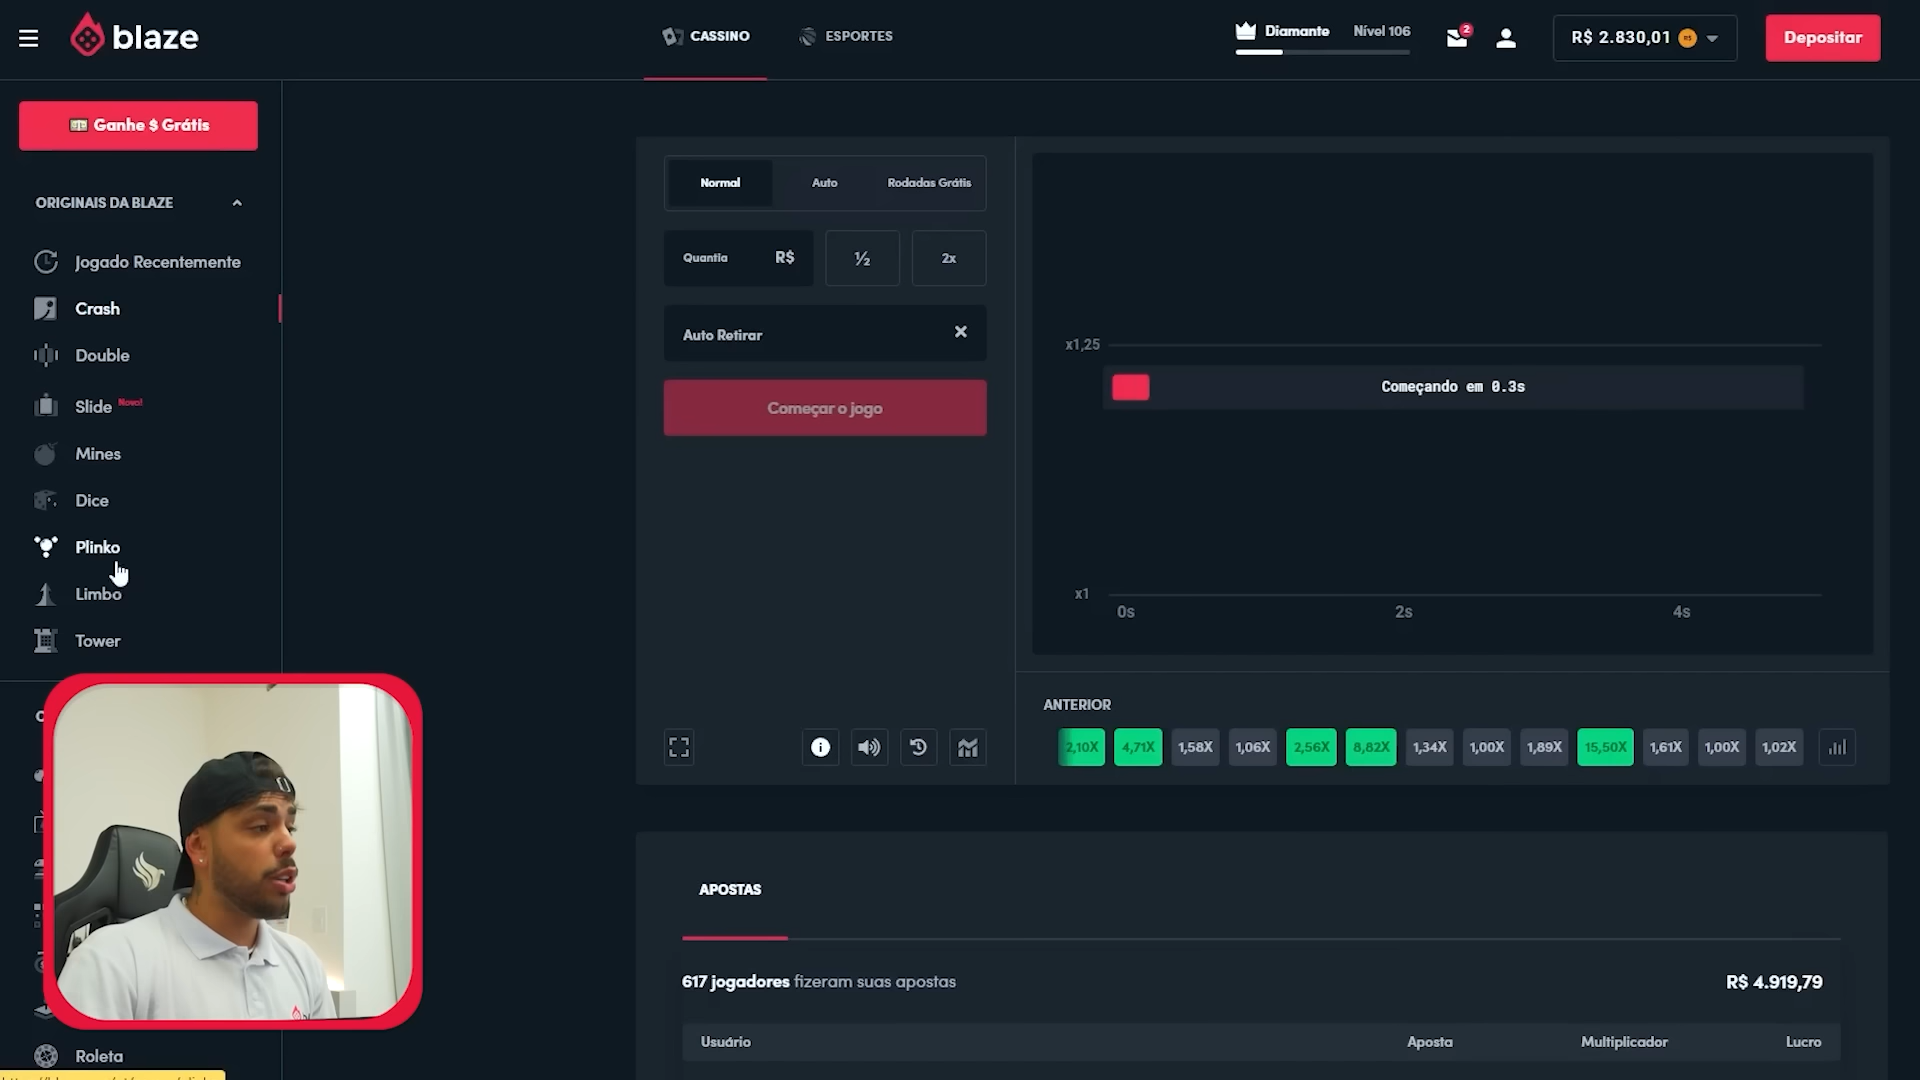 blaze
CASSINO
ESPORTES
Diamante
Nível 106
2
R$ 2.830,01
Depositar
Ganhe $ Grátis
ORIGINAIS DA BLAZE
Jogado Recentemente
Crash
Double
Slide Novo!
Mines
Dice
Plinko
Limbo
Tower
Roleta
Normal
Auto
Rodadas Grátis
Quantia R$
½
2x
Auto Retirar
Começar o jogo
x1,25
Começando em 0.3s
x1
0s
2s
4s
ANTERIOR
2,10X 4,71X 1,58X 1,06X 2,56X 8,82X 1,34X 1,00X 1,89X 15,50X 1,61X 1,00X 1,02X
APOSTAS
617 jogadores fizeram suas apostas
R$ 4.919,79
Usuário
Aposta
Multiplicador
Lucro